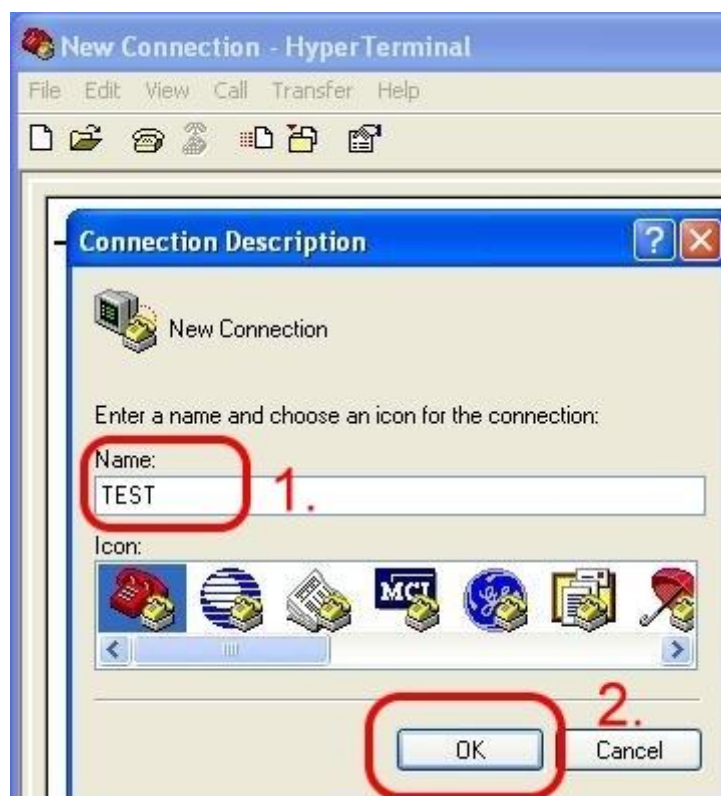 New Connection - HyperTerminal
File Edit View Call Transfer Help
Connection Description
New Connection
Enter a name and choose an icon for the connection:
Name:
TEST
1.
Icon:
MCI
2.
OK
Cancel